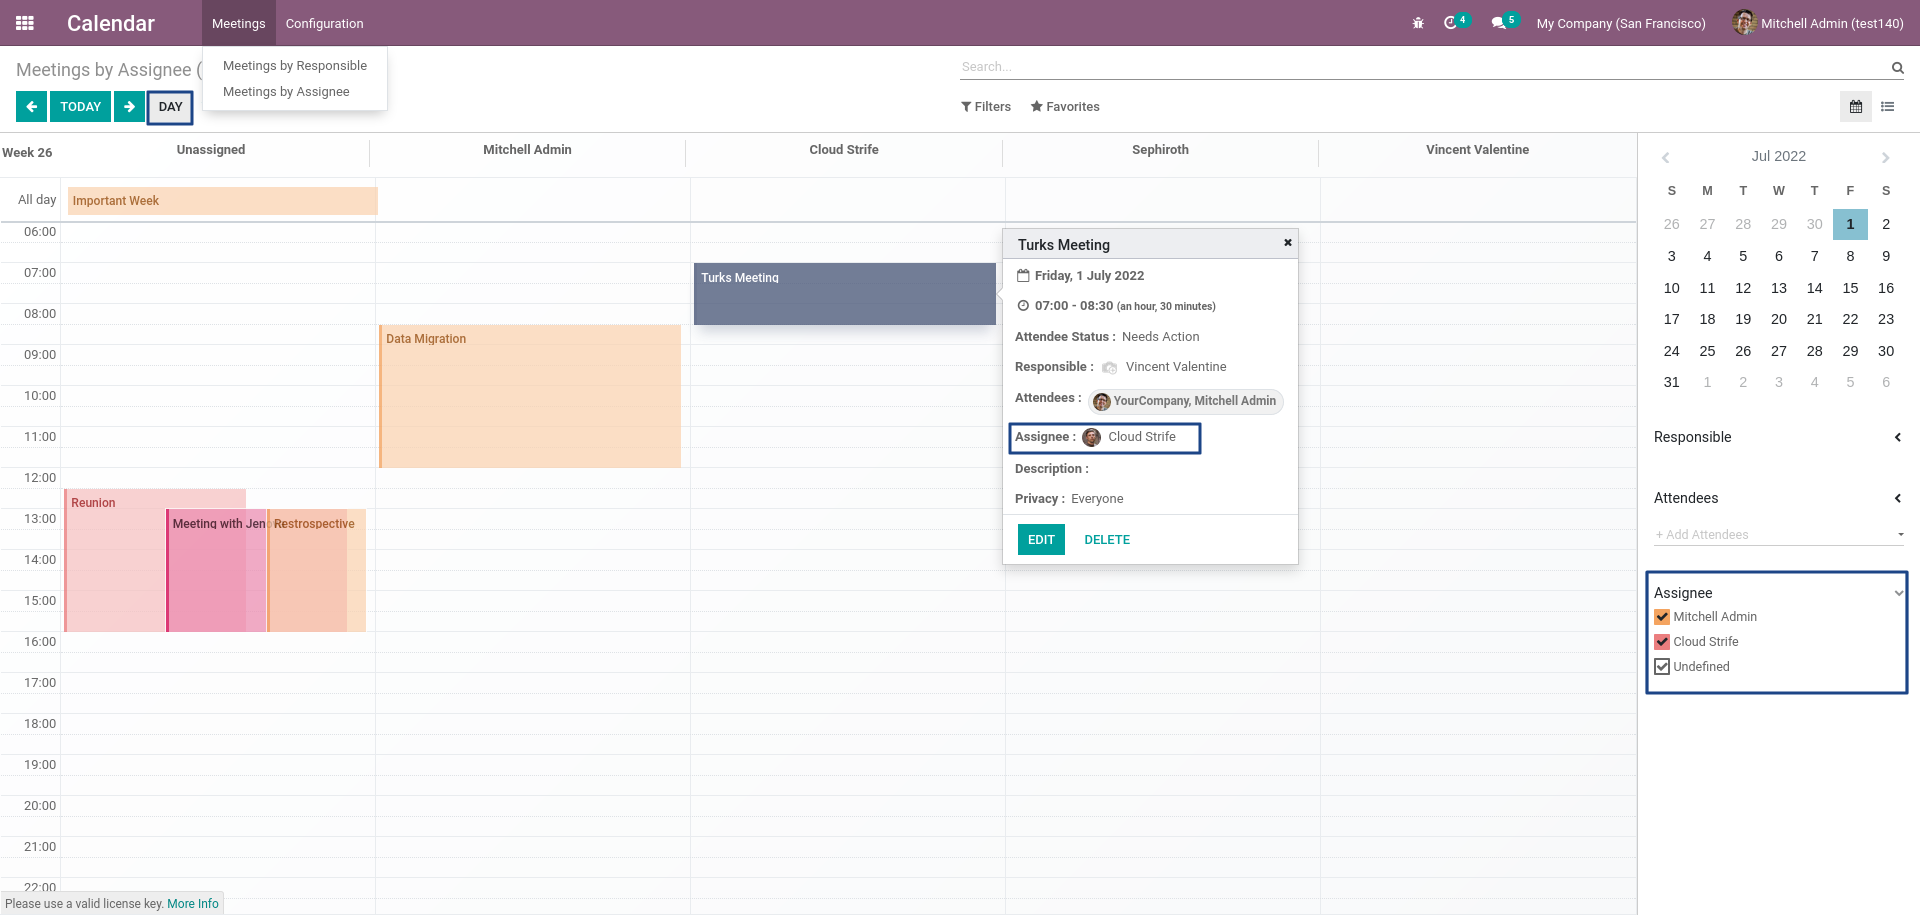 Calendar
Meetings
Configuration
4
5
My Company (San Francisco)
Mitchell Admin (test140)
Meetings by Assignee (
Meetings by Responsible
Meetings by Assignee
Search...
TODAY
DAY
Filters
Favorites
Week 26
Unassigned
Mitchell Admin
Cloud Strife
Sephiroth
Vincent Valentine
All day
Important Week
06:00
07:00
08:00
09:00
10:00
11:00
12:00
13:00
14:00
15:00
16:00
17:00
18:00
19:00
20:00
21:00
22:00
Turks Meeting
Data Migration
Reunion
Meeting with Jen
Restrospective
Turks Meeting
Friday, 1 July 2022
07:00 - 08:30 (an hour, 30 minutes)
Attendee Status : Needs Action
Responsible : Vincent Valentine
Attendees : YourCompany, Mitchell Admin
Assignee : Cloud Strife
Description :
Privacy : Everyone
EDIT
DELETE
Jul 2022
S M T W T F S
26 27 28 29 30 1 2
3 4 5 6 7 8 9
10 11 12 13 14 15 16
17 18 19 20 21 22 23
24 25 26 27 28 29 30
31 1 2 3 4 5 6
Responsible
Attendees
+ Add Attendees
Assignee
Mitchell Admin
Cloud Strife
Undefined
Please use a valid license key. More Info